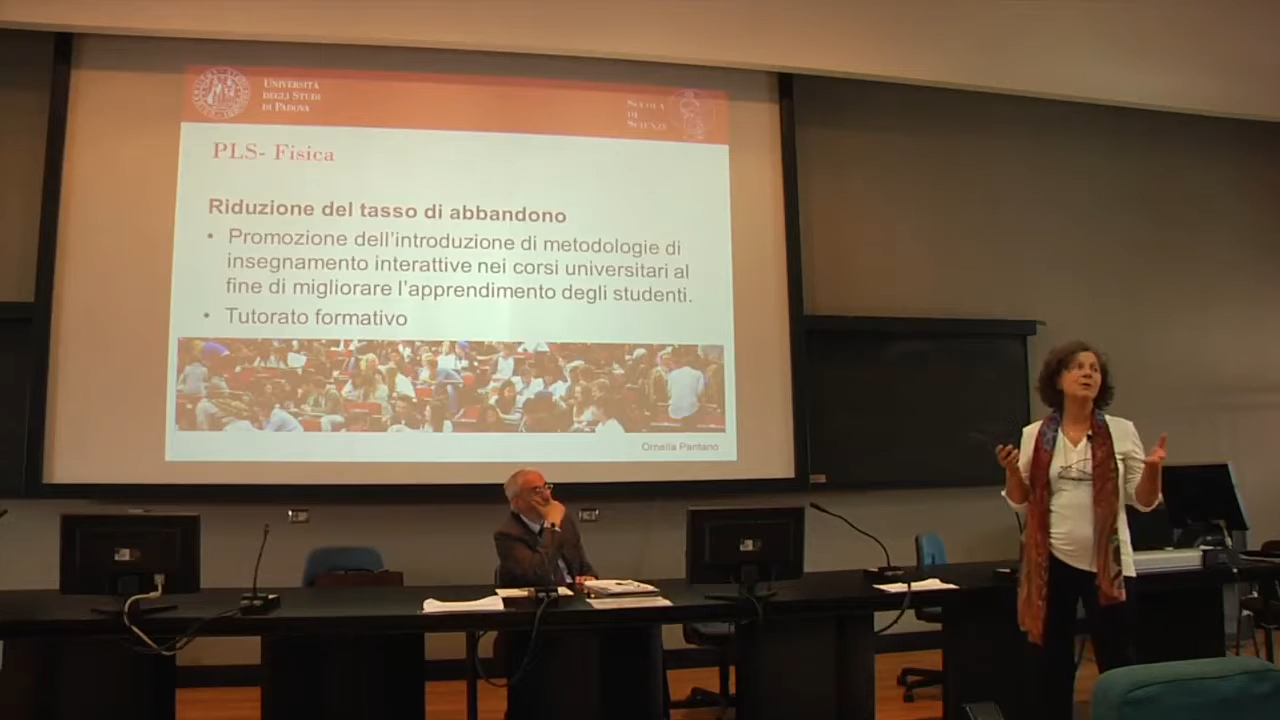 UNIVERSITÀ
DEGLI STUDI
DI PADOVA
SCUOLA
DI
SCIENZE
PLS- Fisica
Riduzione del tasso di abbandono
• Promozione dell'introduzione di metodologie di
insegnamento interattive nei corsi universitari al
fine di migliorare l'apprendimento degli studenti.
• Tutorato formativo
Ornella Pantano